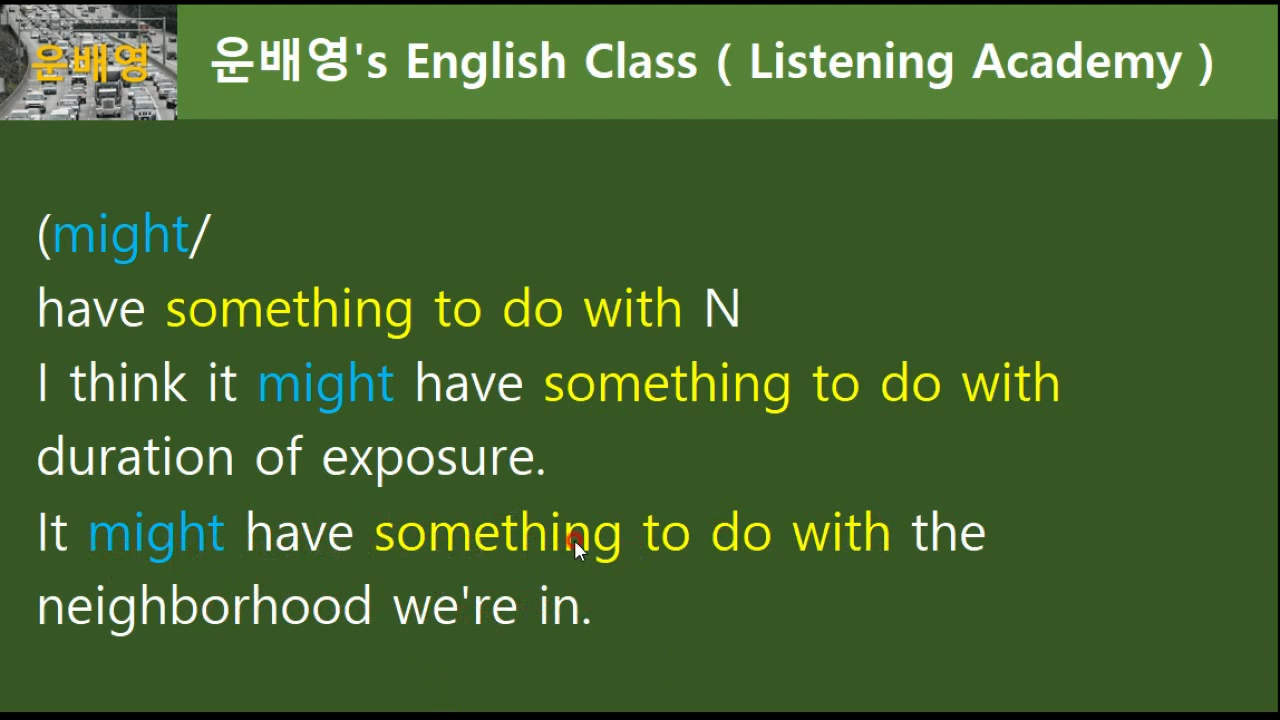 운배영
운배영's English Class ( Listening Academy )
(might/
have something to do with N
I think it might have something to do with
duration of exposure.
It might have something to do with the
neighborhood we're in.